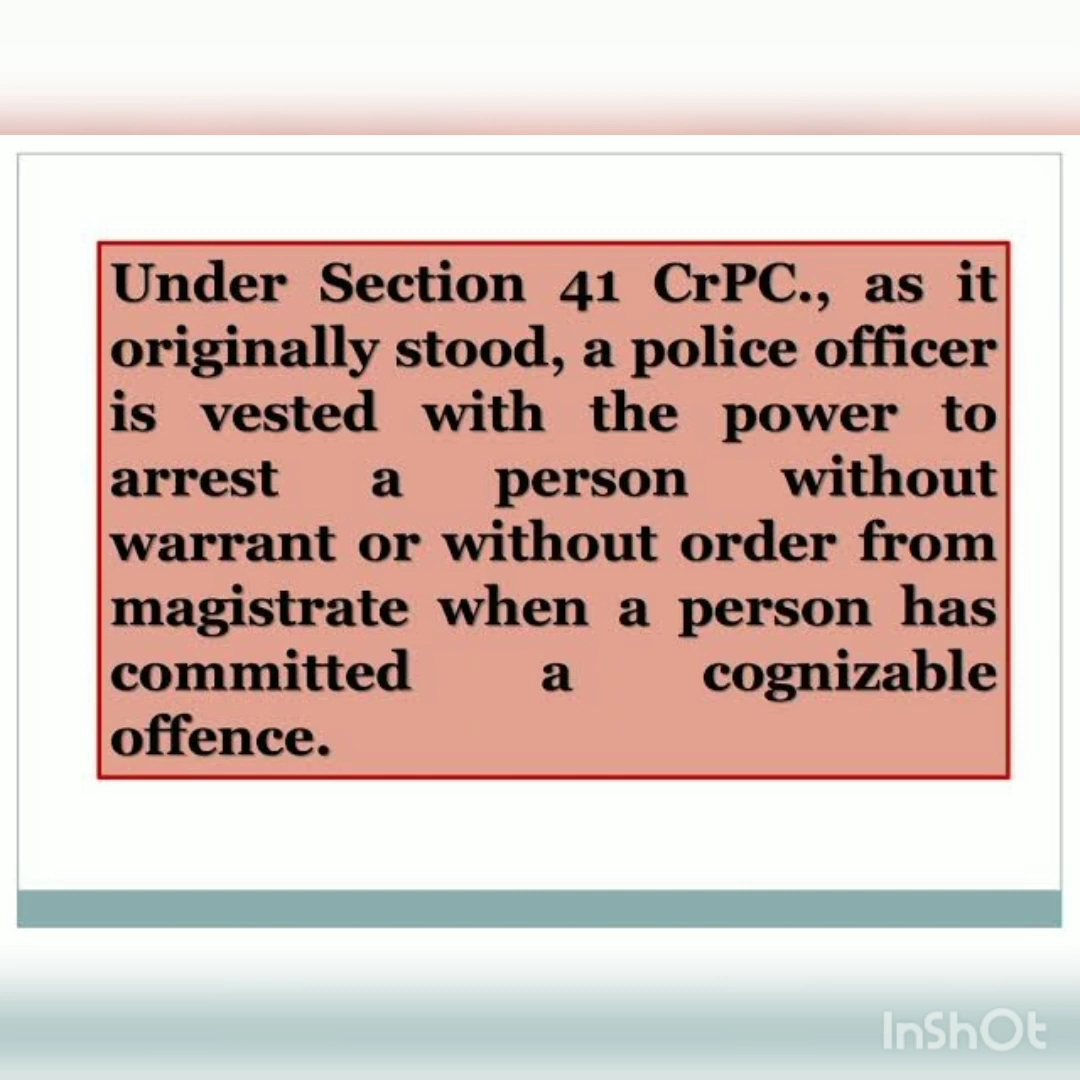 Under Section 41 CrPC., as it
originally stood, a police officer
is vested with the power to
arrest a person without
warrant or without order from
magistrate when a person has
committed a cognizable
offence.
InShOt